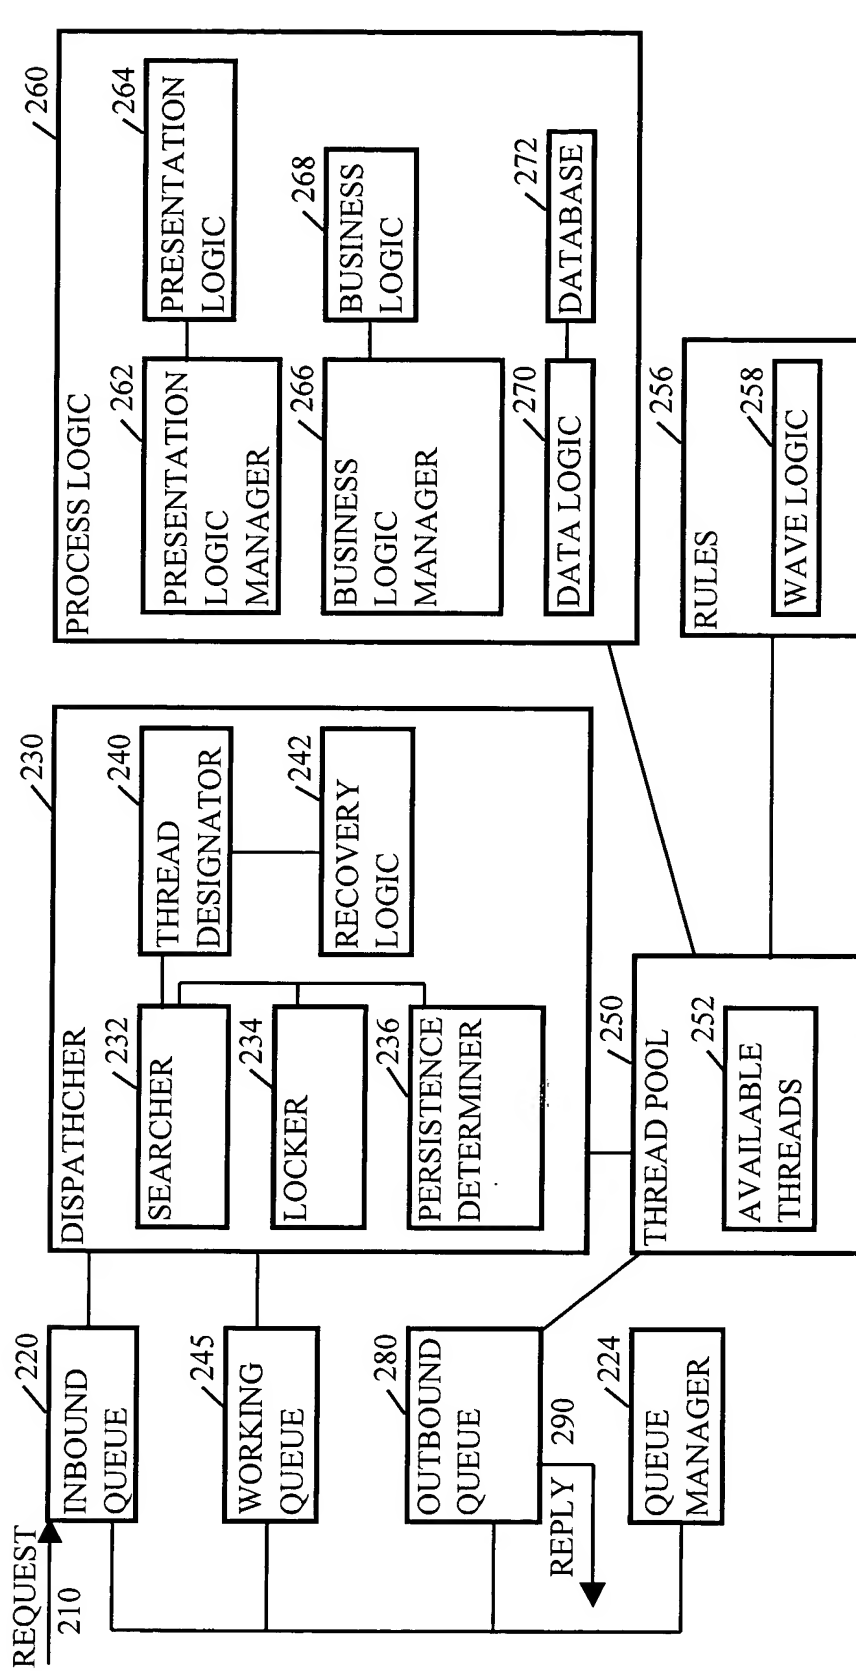 REQUEST
210
220
INBOUND
QUEUE
245
WORKING
QUEUE
280
OUTBOUND
QUEUE
REPLY
290
224
QUEUE
MANAGER
230
DISPATHCHER
232
SEARCHER
234
LOCKER
236
PERSISTENCE
DETERMINER
240
THREAD
DESIGNATOR
242
RECOVERY
LOGIC
250
THREAD POOL
252
AVAILABLE
THREADS
260
PROCESS LOGIC
262
PRESENTATION
LOGIC
MANAGER
264
PRESENTATION
LOGIC
266
BUSINESS
LOGIC
MANAGER
268
BUSINESS
LOGIC
270
DATA LOGIC
272
DATABASE
256
RULES
258
WAVE LOGIC